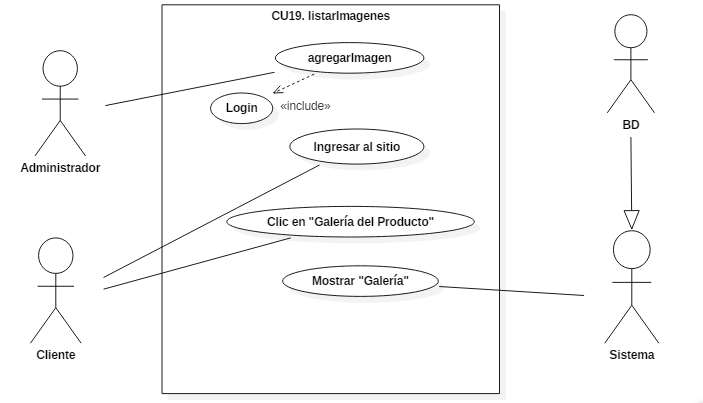 CU19. listarImagenes
agregarImagen
Login
«include»
BD
Ingresar al sitio
Administrador
Clic en "Galería del Producto"
Mostrar "Galería"
Cliente
Sistema